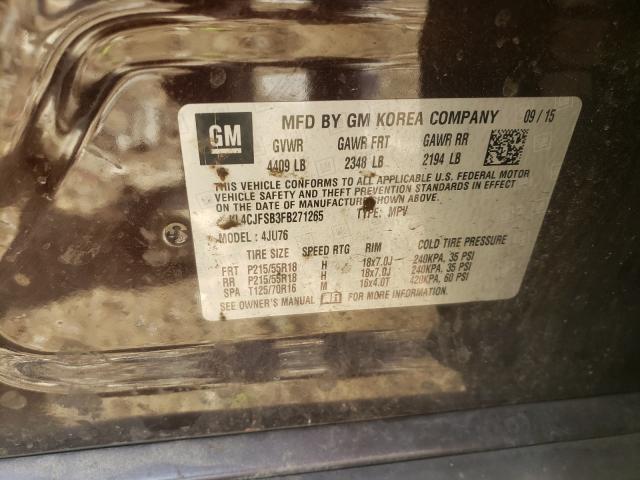 GM MFD BY GM KOREA COMPANY 09 / 15
GVWR GAWR FRT GAWR RR
4409 LB 2348 LB 2194 LB
THIS VEHICLE CONFORMS TO ALL APPLICABLE U.S. FEDERAL MOTOR
VEHICLE SAFETY AND THEFT PREVENTION STANDARDS IN EFFECT
ON THE DATE OF MANUFACTURE SHOWN ABOVE.
KL4CJFSB3FB271265 TYPE: MPV
MODEL : 4JU76
TIRE SIZE SPEED RTG RIM COLD TIRE PRESSURE
FRT P215/55R18 H 18x7.0J 240KPA, 35 PSI
RR P215/55R18 H 18x7.0J 240KPA, 35 PSI
SPA T125/70R16 M 16x4.0T 420KPA, 60 PSI
SEE OWNER'S MANUAL FOR MORE INFORMATION.